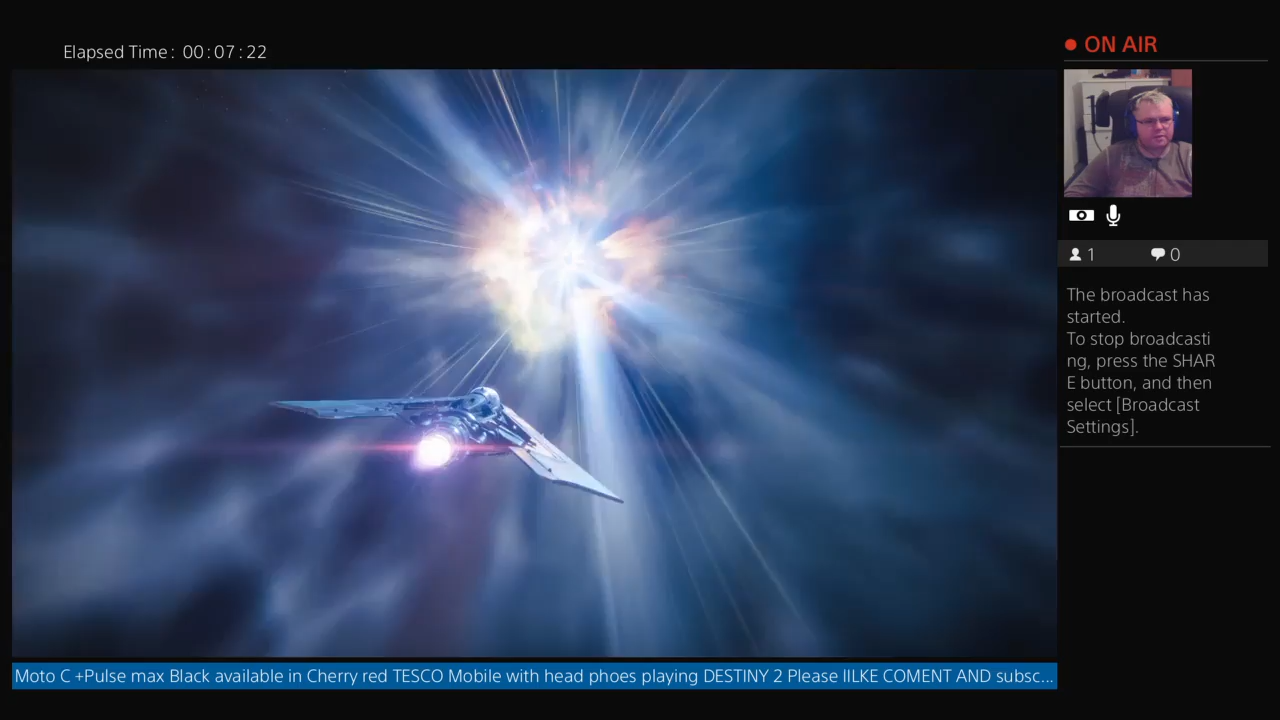 Elapsed Time: 00:07:22
ON AIR
1
0
The broadcast has
started.
To stop broadcasti
ng, press the SHAR
E button, and then
select [Broadcast
Settings].
Moto C +Pulse max Black available in Cherry red TESCO Mobile with head phoes playing DESTINY 2 Please lILKE COMENT AND subsc...